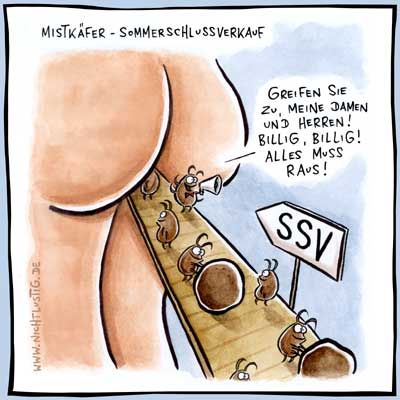 MISTKÄFER - SOMMERSCHLUSSVERKAUF
GREIFEN SIE
ZU, MEINE DAMEN
UND HERREN!
BILLIG, BILLIG!
ALLES MUSS
RAUS!
SSV
WWW.NICHTLUSTIG.DE